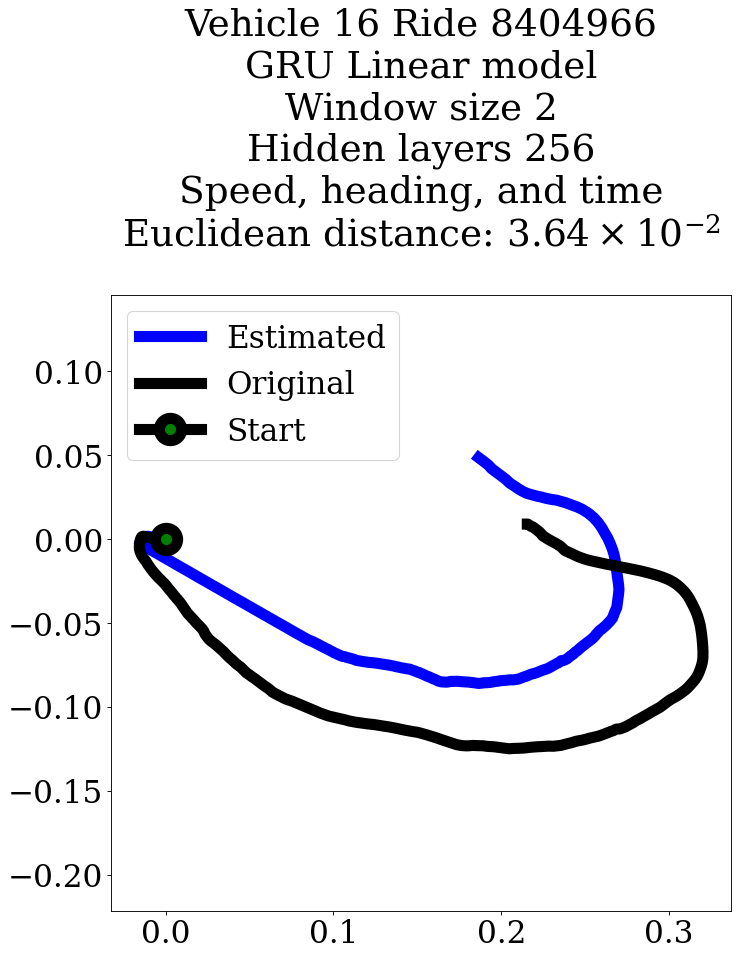 Vehicle 16 Ride 8404966
GRU Linear model
Window size 2
Hidden layers 256
Speed, heading, and time
Euclidean distance: 3.64 × 10⁻²
Estimated
Original
Start
0.10
0.05
0.00
−0.05
−0.10
−0.15
−0.20
0.0 0.1 0.2 0.3